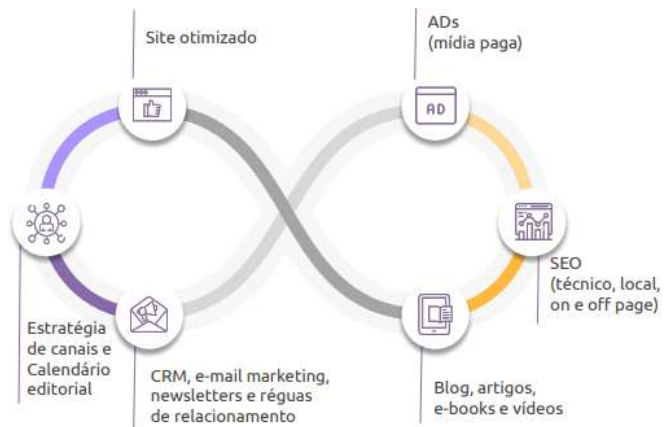 Site otimizado
ADs
(mídia paga)
AD
SEO
(técnico, local,
on e off page)
Estratégia
de canais e
Calendário
editorial
CRM, e-mail marketing,
newsletters e réguas
de relacionamento
Blog, artigos,
e-books e vídeos